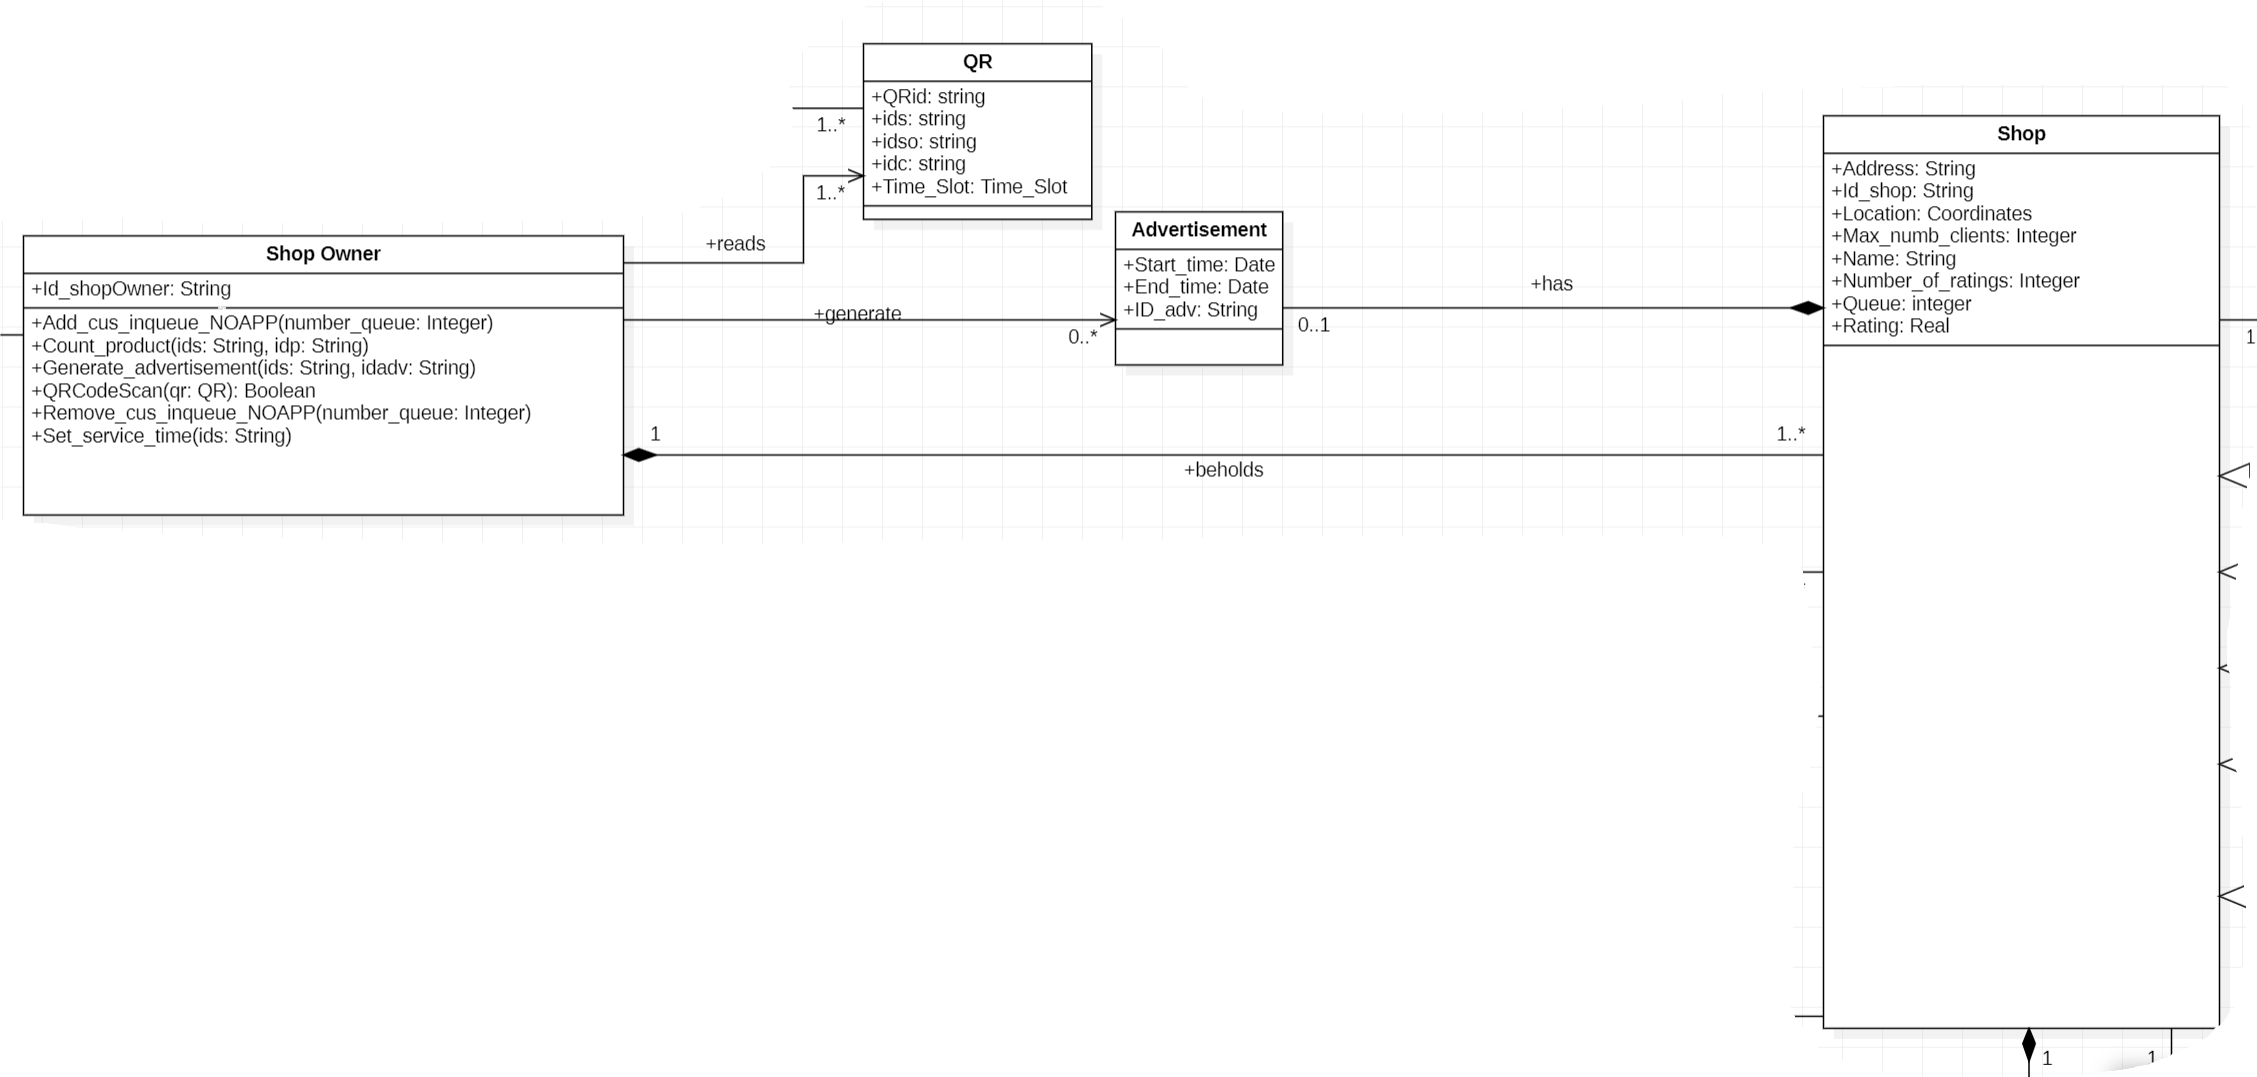 QR
+QRid: string
+ids: string
+idso: string
+idc: string
+Time_Slot: Time_Slot
1..*
1..*
+reads
Shop Owner
+Id_shopOwner: String
+Add_cus_inqueue_NOAPP(number_queue: Integer)
+Count_product(ids: String, idp: String)
+Generate_advertisement(ids: String, idadv: String)
+QRCodeScan(qr: QR): Boolean
+Remove_cus_inqueue_NOAPP(number_queue: Integer)
+Set_service_time(ids: String)
+generate
0..*
Advertisement
+Start_time: Date
+End_time: Date
+ID_adv: String
0..1
+has
1
+beholds
1..*
Shop
+Address: String
+Id_shop: String
+Location: Coordinates
+Max_numb_clients: Integer
+Name: String
+Number_of_ratings: Integer
+Queue: integer
+Rating: Real
1
1
1